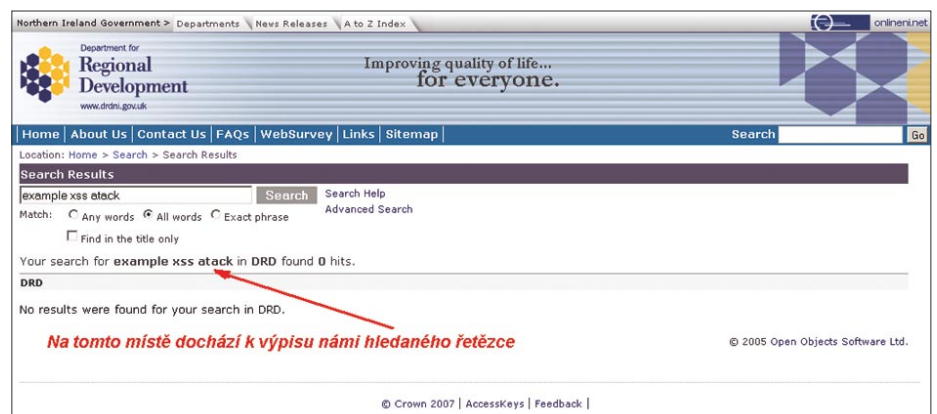 Northern Ireland Government > Departments \ News Releases \ A to Z Index \
onlineni.net
Department for
Regional
Development
www.drdni.gov.uk
Improving quality of life...
for everyone.
Home | About Us | Contact Us | FAQs | WebSurvey | Links | Sitemap | Search Go
Location: Home > Search > Search Results
Search Results
example xss atack Search Search Help
Advanced Search
Match: Any words All words Exact phrase
Find in the title only
Your search for example xss atack in DRD found 0 hits.
DRD
No results were found for your search in DRD.
Na tomto místě dochází k výpisu námi hledaného řetězce
© 2005 Open Objects Software Ltd.
© Crown 2007 | AccessKeys | Feedback |